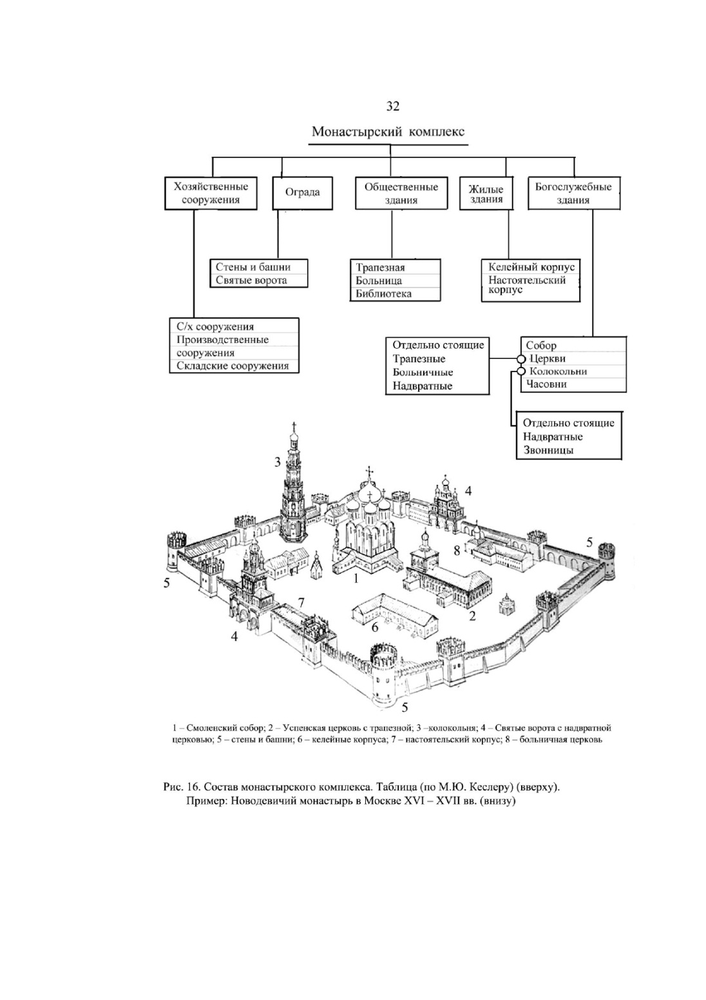 32
Монастырский комплекс
Хозяйственные
сооружения
Ограда
Общественные
здания
Жилые
здания
Богослужебные
здания
Стены и башни
Святые ворота
Трапезная
Больница
Библиотека
Келейный корпус
Настоятельский
корпус
С/х сооружения
Производственные
сооружения
Складские сооружения
Отдельно стоящие
Трапезные
Больничные
Надвратные
Собор
Церкви
Колокольни
Часовни
Отдельно стоящие
Надвратные
Звонницы
3
4
5
8
5
1
7
2
6
4
5
1 – Смоленский собор; 2 – Успенская церковь с трапезной; 3 –колокольня; 4 – Святые ворота с надвратной
церковью; 5 – стены и башни; 6 – келейные корпуса; 7 – настоятельский корпус; 8 – больничная церковь
Рис. 16. Состав монастырского комплекса. Таблица (по М.Ю. Кеслеру) (вверху).
Пример: Новодевичий монастырь в Москве XVI – XVII вв. (внизу)